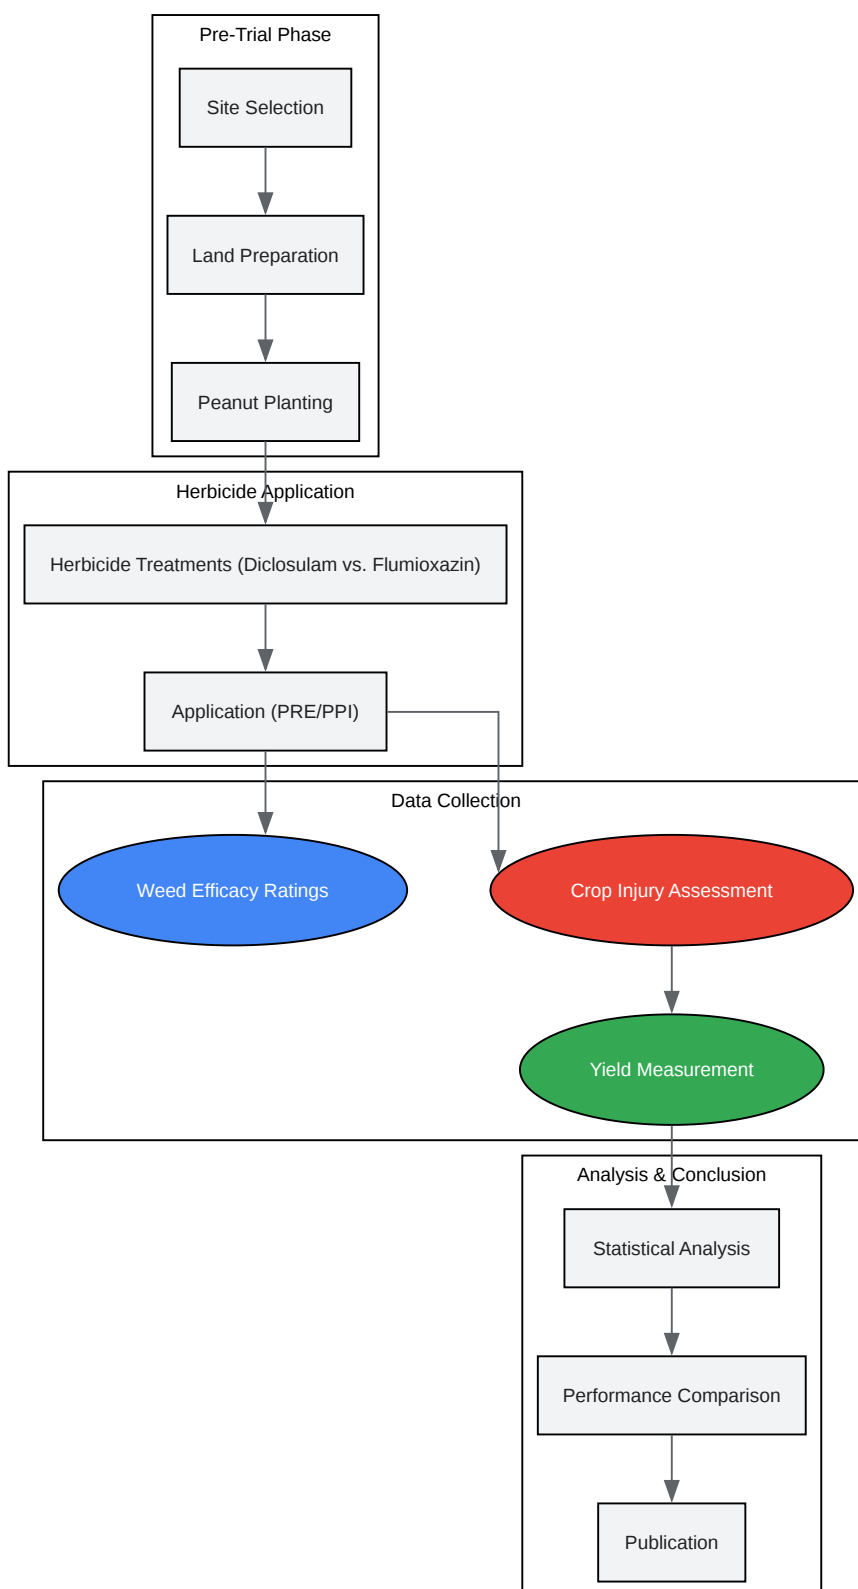 Pre-Trial Phase
Site Selection
Land Preparation
Peanut Planting
Herbicide Application
Herbicide Treatments (Diclosulam vs. Flumioxazin)
Application (PRE/PPI)
Data Collection
Weed Efficacy Ratings
Crop Injury Assessment
Yield Measurement
Analysis & Conclusion
Statistical Analysis
Performance Comparison
Publication